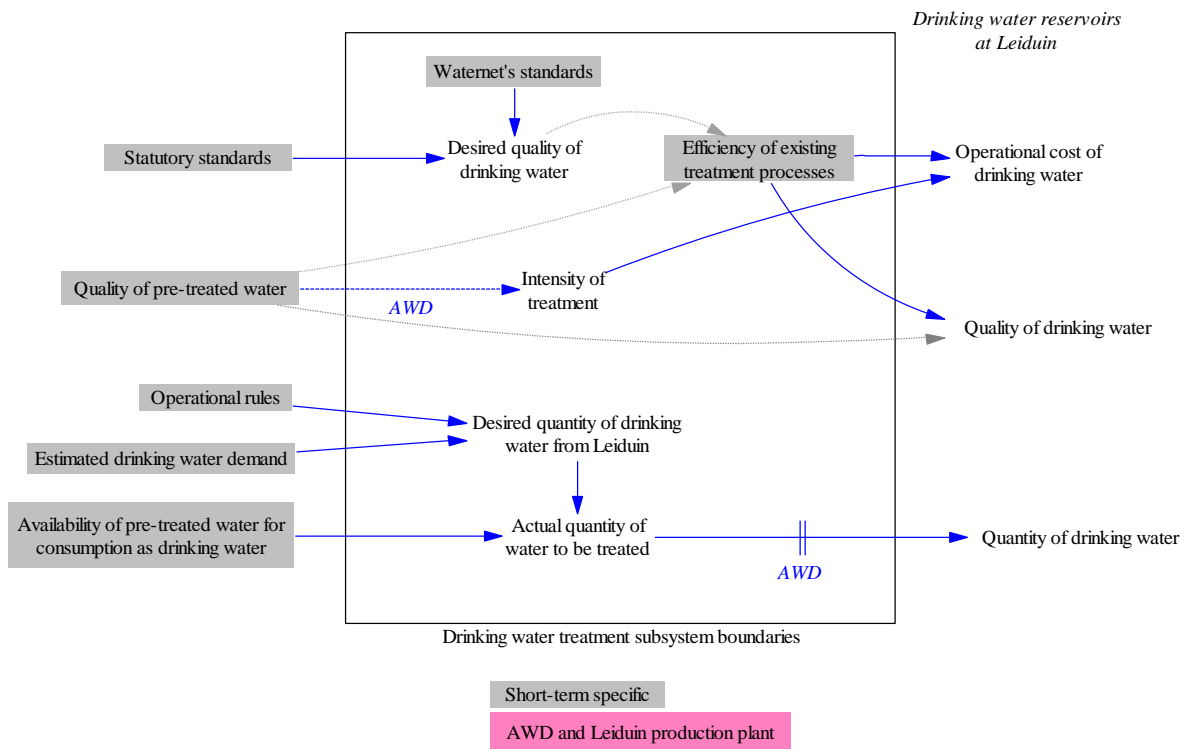 Drinking water reservoirs
at Leiduin
Waternet's standards
Statutory standards
Desired quality of
drinking water
Efficiency of existing
treatment processes
Operational cost of
drinking water
Quality of pre-treated water
AWD
Intensity of
treatment
Quality of drinking water
Operational rules
Estimated drinking water demand
Desired quantity of drinking
water from Leiduin
Availability of pre-treated water for
consumption as drinking water
Actual quantity of
water to be treated
AWD
Quantity of drinking water
Drinking water treatment subsystem boundaries
Short-term specific
AWD and Leiduin production plant